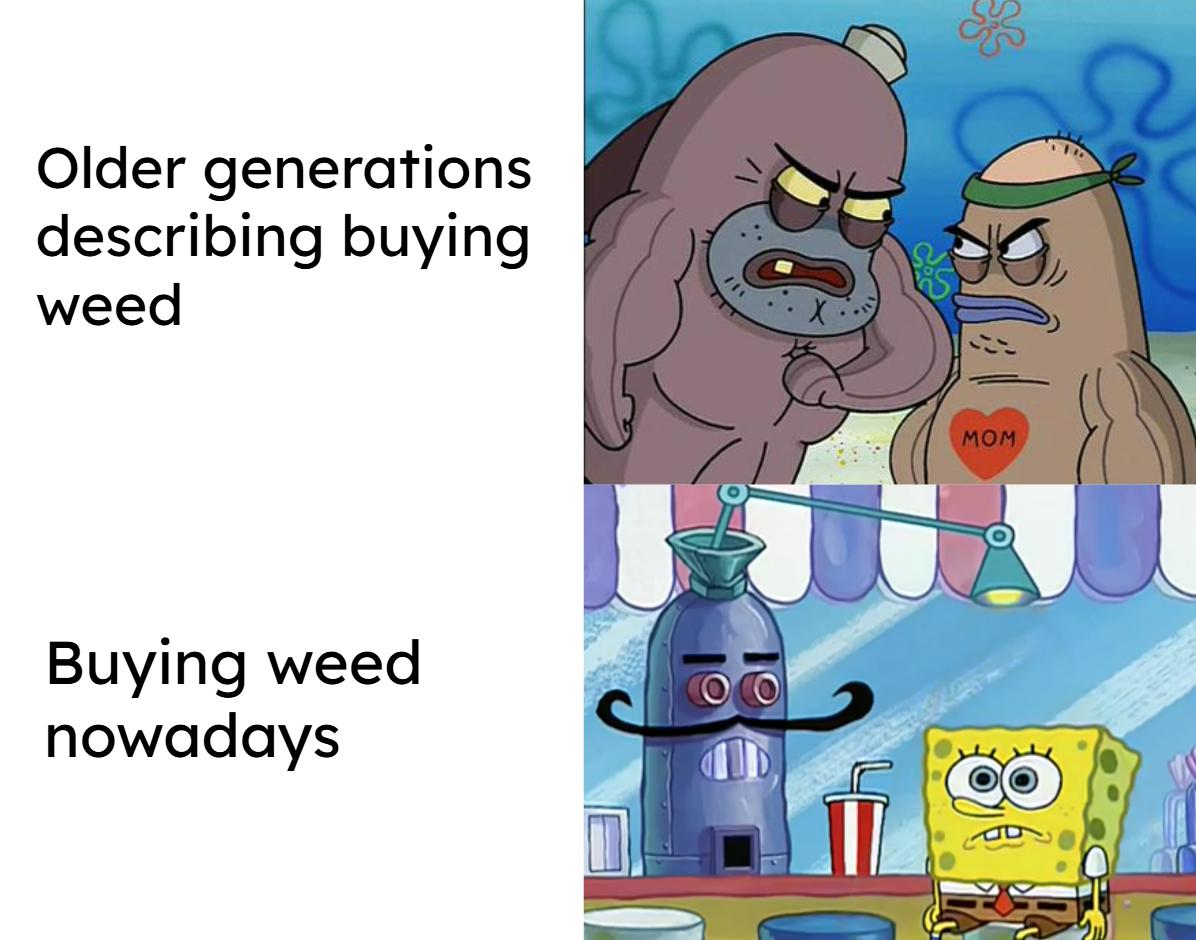 Older generations
describing buying
weed
MOM
Buying weed
nowadays